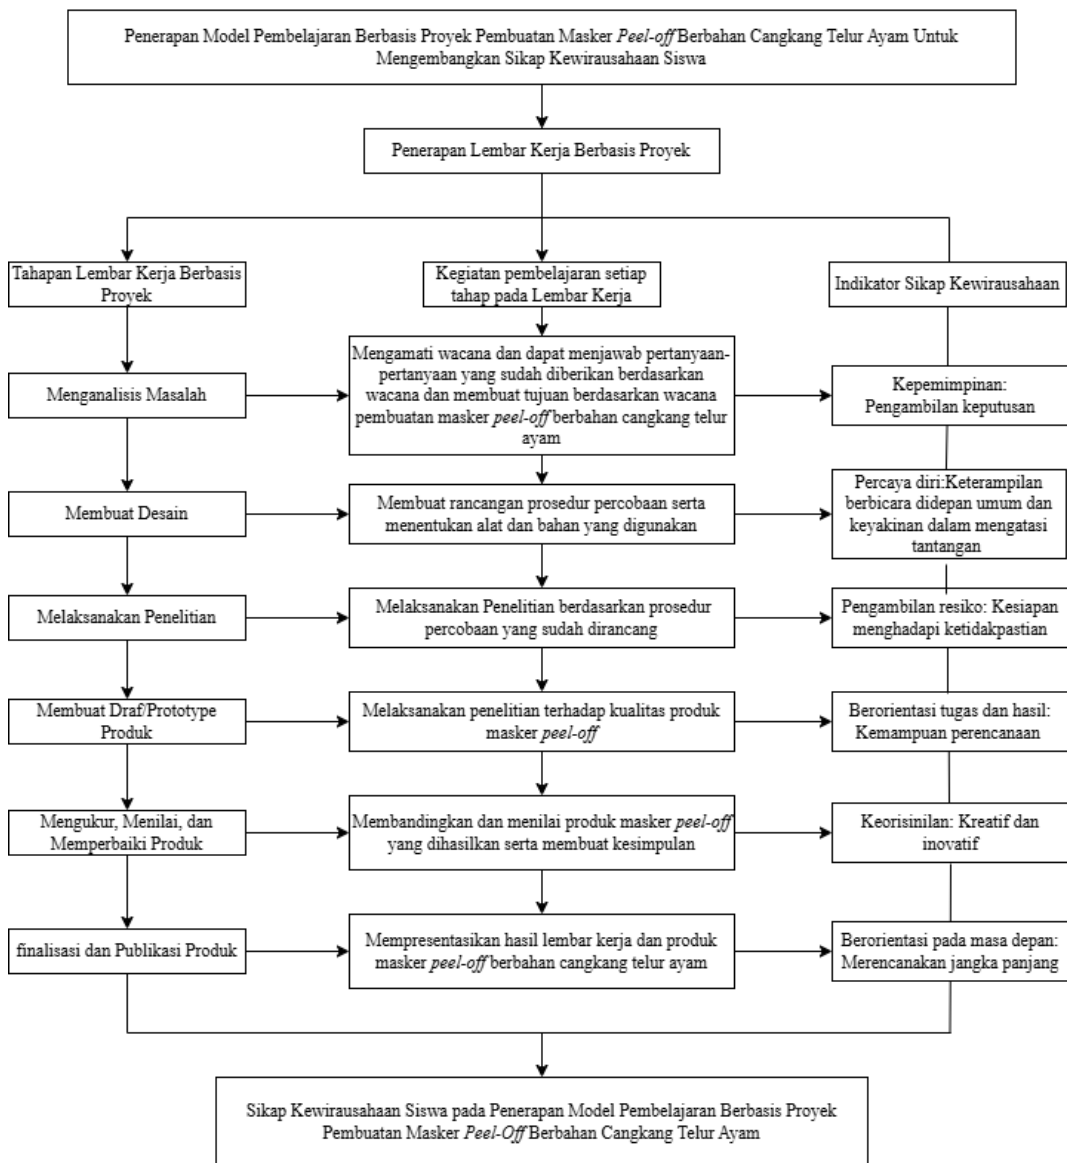 Penerapan Model Pembelajaran Berbasis Proyek Pembuatan Masker Peel-off Berbahan Cangkang Telur Ayam Untuk
Mengembangkan Sikap Kewirausahaan Siswa
Penerapan Lembar Kerja Berbasis Proyek
Tahapan Lembar Kerja Berbasis
Proyek
Kegiatan pembelajaran setiap
tahap pada Lembar Kerja
Indikator Sikap Kewirausahaan
Menganalisis Masalah
Mengamati wacana dan dapat menjawab pertanyaan-
pertanyaan yang sudah diberikan berdasarkan
wacana dan membuat tujuan berdasarkan wacana
pembuatan masker peel-off berbahan cangkang telur
ayam
Kepemimpinan:
Pengambilan keputusan
Membuat Desain
Membuat rancangan prosedur percobaan serta
menentukan alat dan bahan yang digunakan
Percaya diri:Keterampilan
berbicara didepan umum dan
keyakinan dalam mengatasi
tantangan
Melaksanakan Penelitian
Melaksanakan Penelitian berdasarkan prosedur
percobaan yang sudah dirancang
Pengambilan resiko: Kesiapan
menghadapi ketidakpastian
Membuat Draf/Prototype
Produk
Melaksanakan penelitian terhadap kualitas produk
masker peel-off
Berorientasi tugas dan hasil:
Kemampuan perencanaan
Mengukur, Menilai, dan
Memperbaiki Produk
Membandingkan dan menilai produk masker peel-off
yang dihasilkan serta membuat kesimpulan
Keorisinilan: Kreatif dan
inovatif
finalisasi dan Publikasi Produk
Mempresentasikan hasil lembar kerja dan produk
masker peel-off berbahan cangkang telur ayam
Berorientasi pada masa depan:
Merencanakan jangka panjang
Sikap Kewirausahaan Siswa pada Penerapan Model Pembelajaran Berbasis Proyek
Pembuatan Masker Peel-Off Berbahan Cangkang Telur Ayam